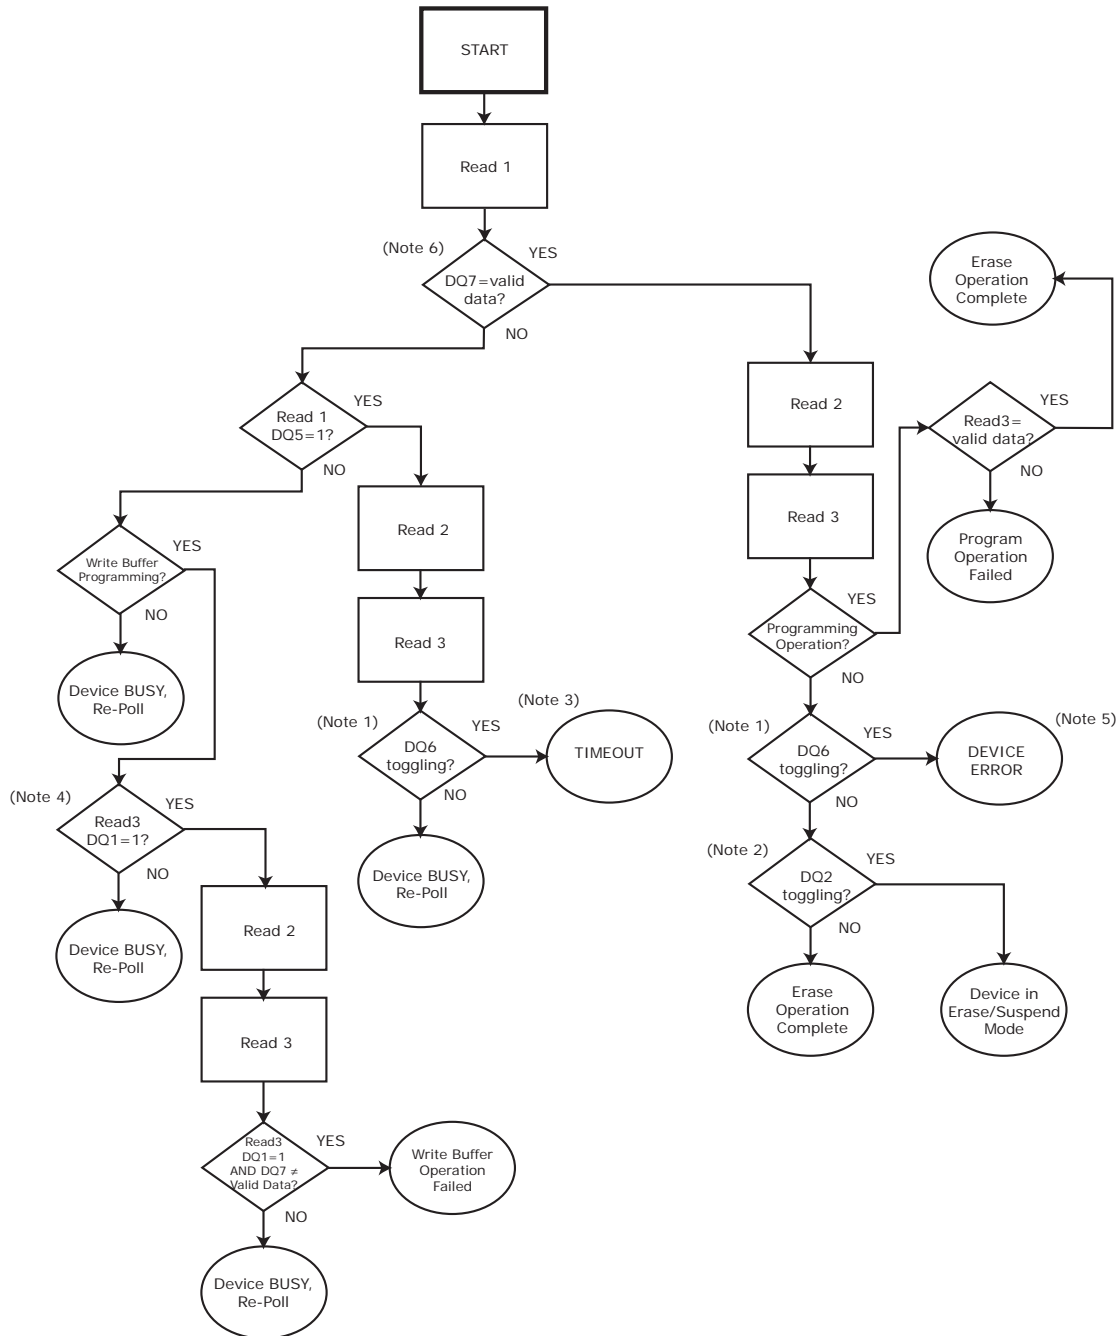 START
Read 1
(Note 6)
YES
DQ7=valid
data?
NO
Erase
Operation
Complete
Read 1
DQ5=1?
YES
NO
Read 2
Read3=
valid data?
YES
NO
Read 2
Read 3
Program
Operation
Failed
Write Buffer
Programming?
YES
NO
Read 3
Programming
Operation?
YES
NO
Device BUSY,
Re-Poll
(Note 1)
DQ6
toggling?
YES
NO
(Note 3)
TIMEOUT
(Note 1)
DQ6
toggling?
YES
NO
DEVICE
ERROR
(Note 5)
(Note 4)
Read3
DQ1=1?
YES
NO
Device BUSY,
Re-Poll
(Note 2)
DQ2
toggling?
YES
NO
Device BUSY,
Re-Poll
Read 2
Erase
Operation
Complete
Device in
Erase/Suspend
Mode
Read 3
Read3
DQ1=1
AND DQ7 ≠
Valid Data?
YES
NO
Write Buffer
Operation
Failed
Device BUSY,
Re-Poll